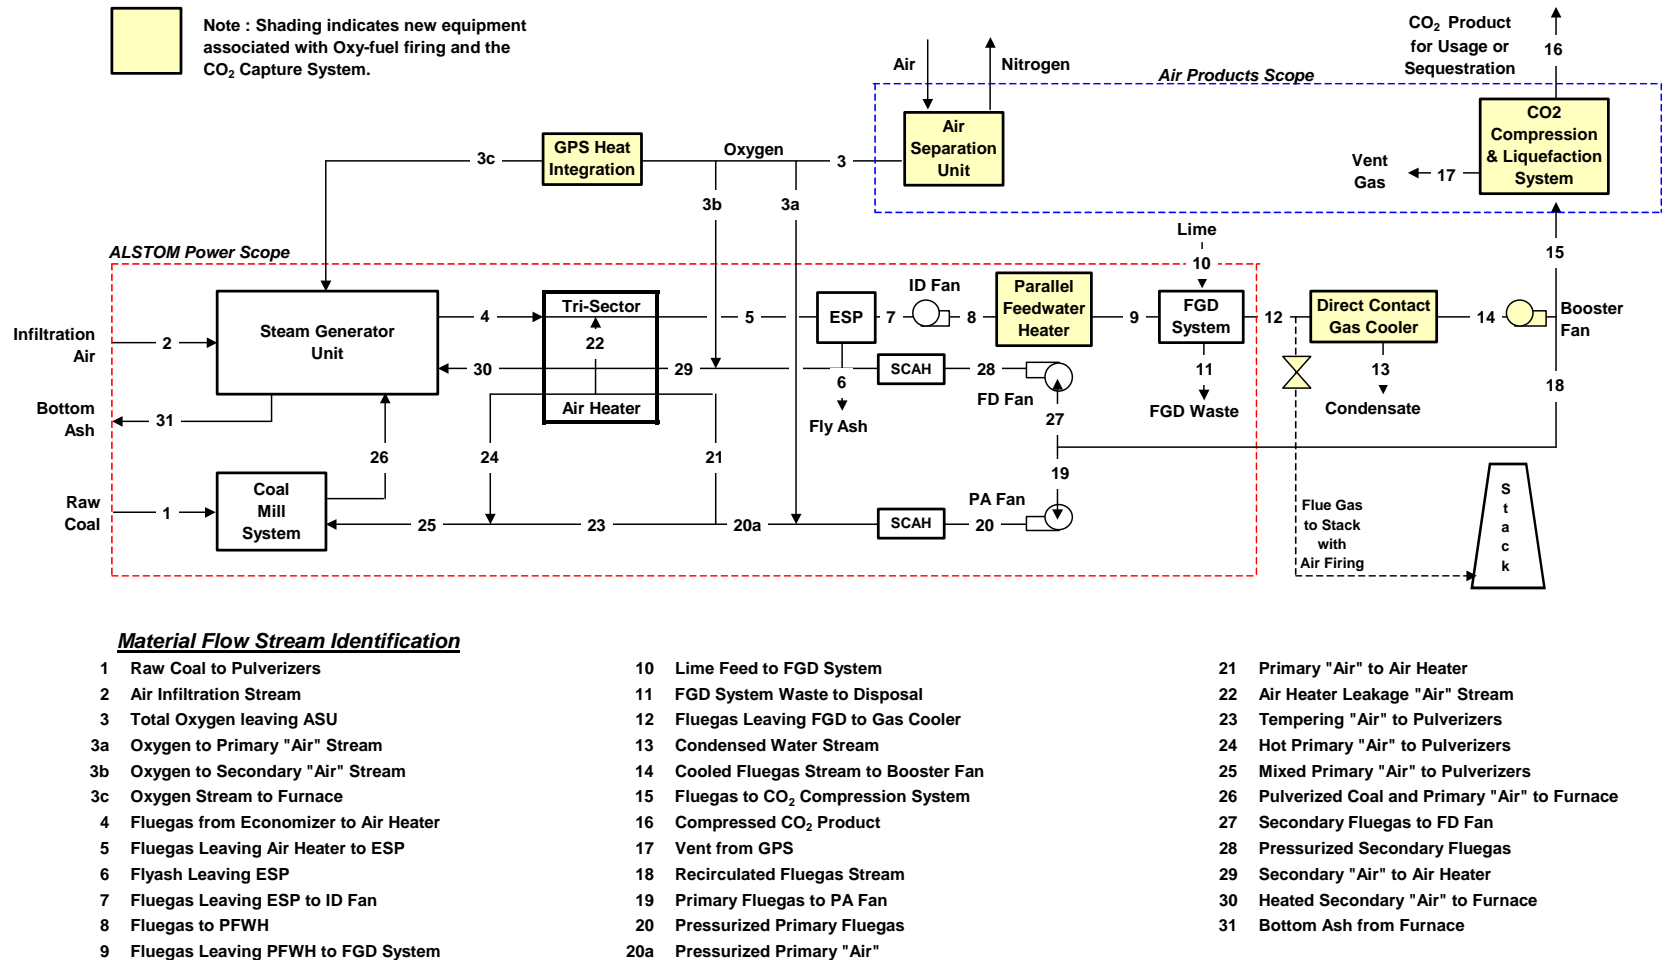 Note : Shading indicates new equipment
associated with Oxy-fuel firing and the
CO2 Capture System.
CO2 Product
for Usage or
Sequestration
16
Air
Nitrogen
Air Products Scope
Air
Separation
Unit
CO2
Compression
& Liquefaction
System
GPS Heat
Integration
3c
Oxygen
3
3b
3a
Vent
Gas
17
ALSTOM Power Scope
Lime
10
15
Infiltration
Air
2
Steam Generator
Unit
4
Tri-Sector
22
Air Heater
5
ESP
7
ID Fan
8
Parallel
Feedwater
Heater
9
FGD
System
12
Direct Contact
Gas Cooler
14
Booster
Fan
30
29
6
Fly Ash
SCAH
28
FD Fan
27
11
FGD Waste
13
Condensate
18
Bottom
Ash
31
26
24
21
19
Raw
Coal
1
Coal
Mill
System
25
23
20a
SCAH
20
PA Fan
Flue Gas
to Stack
with
Air Firing
S
t
a
c
k
Material Flow Stream Identification
1 Raw Coal to Pulverizers
2 Air Infiltration Stream
3 Total Oxygen leaving ASU
3a Oxygen to Primary "Air" Stream
3b Oxygen to Secondary "Air" Stream
3c Oxygen Stream to Furnace
4 Fluegas from Economizer to Air Heater
5 Fluegas Leaving Air Heater to ESP
6 Flyash Leaving ESP
7 Fluegas Leaving ESP to ID Fan
8 Fluegas to PFWH
9 Fluegas Leaving PFWH to FGD System
10 Lime Feed to FGD System
11 FGD System Waste to Disposal
12 Fluegas Leaving FGD to Gas Cooler
13 Condensed Water Stream
14 Cooled Fluegas Stream to Booster Fan
15 Fluegas to CO2 Compression System
16 Compressed CO2 Product
17 Vent from GPS
18 Recirculated Fluegas Stream
19 Primary Fluegas to PA Fan
20 Pressurized Primary Fluegas
20a Pressurized Primary "Air"
21 Primary "Air" to Air Heater
22 Air Heater Leakage "Air" Stream
23 Tempering "Air" to Pulverizers
24 Hot Primary "Air" to Pulverizers
25 Mixed Primary "Air" to Pulverizers
26 Pulverized Coal and Primary "Air" to Furnace
27 Secondary Fluegas to FD Fan
28 Pressurized Secondary Fluegas
29 Secondary "Air" to Air Heater
30 Heated Secondary "Air" to Furnace
31 Bottom Ash from Furnace